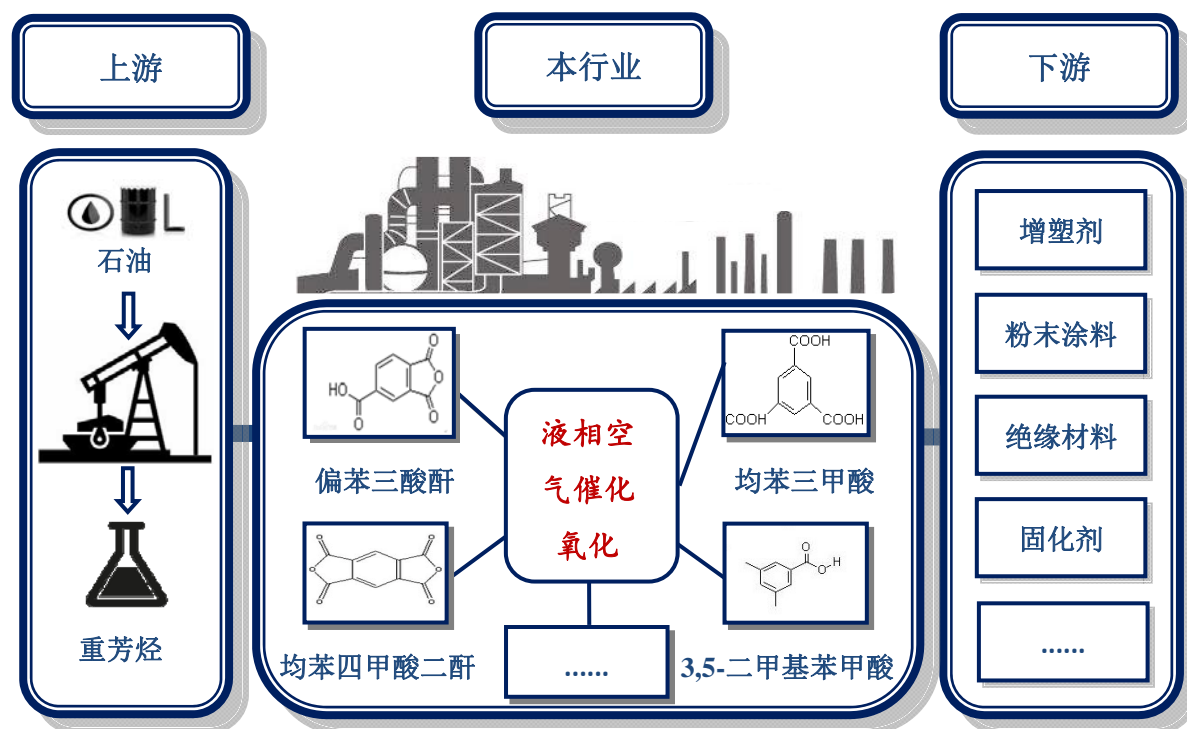 上游
本行业
下游
OIL
石油
重芳烃
HO
O
O
O
O
O
偏苯三酸酐
O
O
O
O
O
O
均苯四甲酸二酐
液相空
气催化
氧化
......
COOH
COOH
COOH
均苯三甲酸
O
O
H
3,5-二甲基苯甲酸
增塑剂
粉末涂料
绝缘材料
固化剂
......